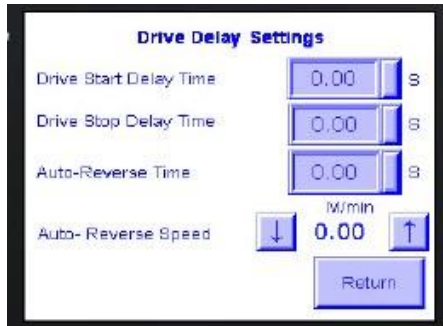 Drive Delay Settings
Drive Start Delay Time 0.00 S
Drive Stop Delay Time 0.00 S
Auto-Reverse Time 0.00 S
M/min
Auto- Reverse Speed ↓ 0.00 ↑
Return